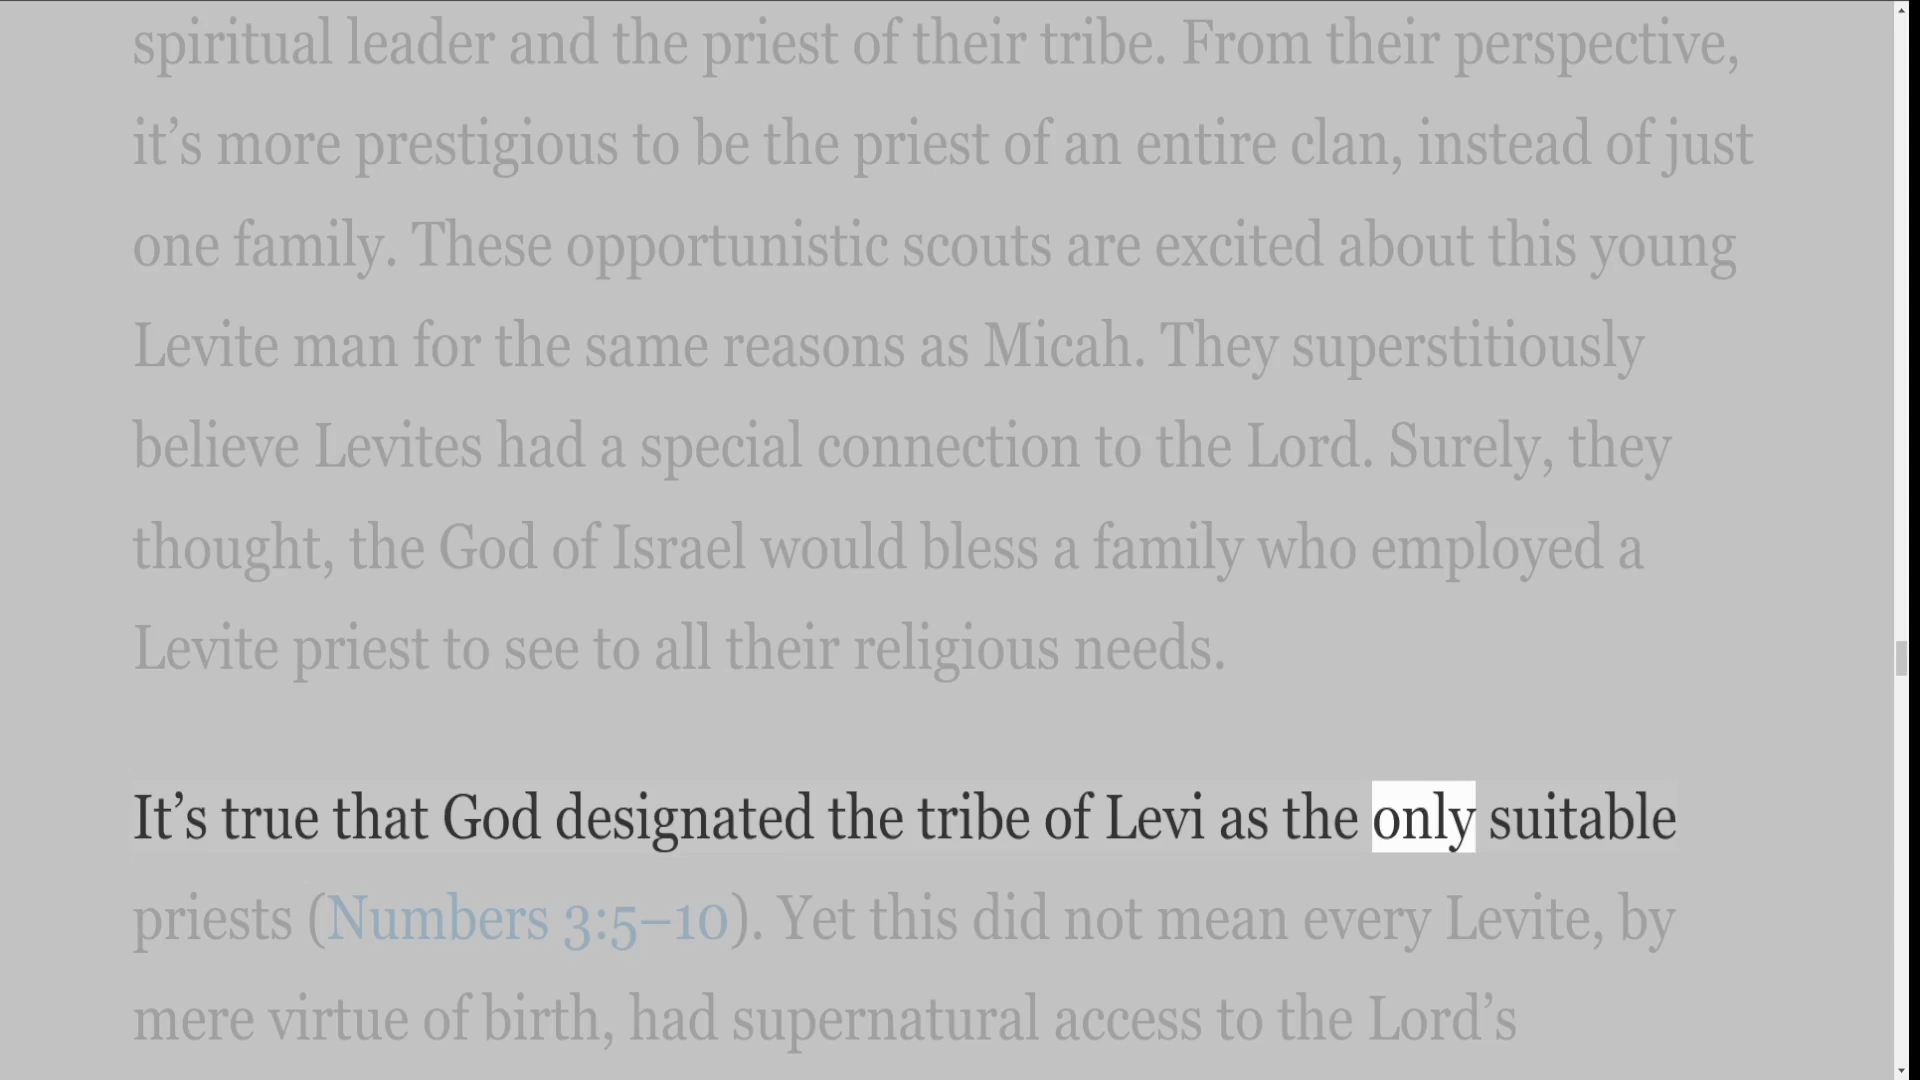 spiritual leader and the priest of their tribe. From their perspective,
it’s more prestigious to be the priest of an entire clan, instead of just
one family. These opportunistic scouts are excited about this young
Levite man for the same reasons as Micah. They superstitiously
believe Levites had a special connection to the Lord. Surely, they
thought, the God of Israel would bless a family who employed a
Levite priest to see to all their religious needs.
It’s true that God designated the tribe of Levi as the only suitable
priests (Numbers 3:5–10). Yet this did not mean every Levite, by
mere virtue of birth, had supernatural access to the Lord’s